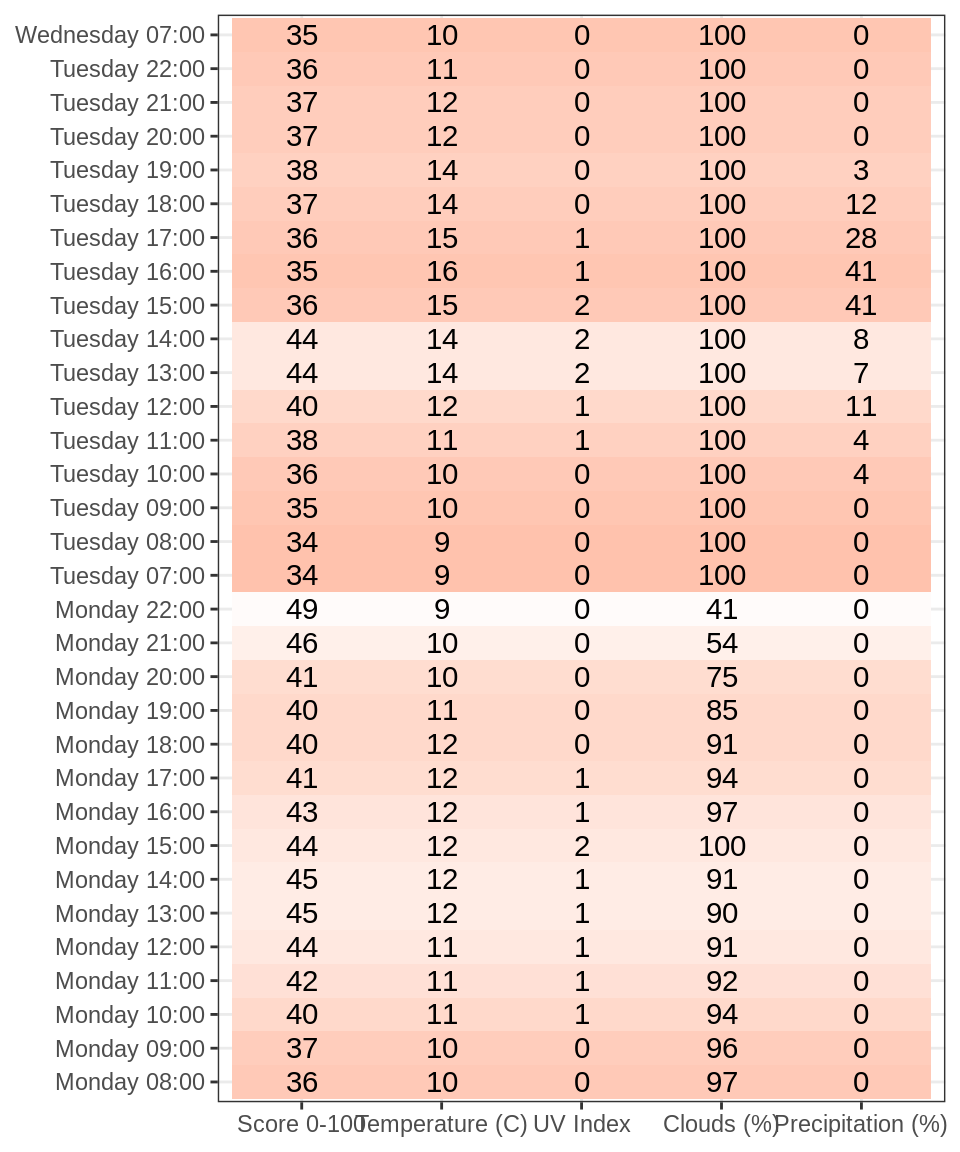 Wednesday 07:00 35 10 0 100 0
Tuesday 22:00 36 11 0 100 0
Tuesday 21:00 37 12 0 100 0
Tuesday 20:00 37 12 0 100 0
Tuesday 19:00 38 14 0 100 3
Tuesday 18:00 37 14 0 100 12
Tuesday 17:00 36 15 1 100 28
Tuesday 16:00 35 16 1 100 41
Tuesday 15:00 36 15 2 100 41
Tuesday 14:00 44 14 2 100 8
Tuesday 13:00 44 14 2 100 7
Tuesday 12:00 40 12 1 100 11
Tuesday 11:00 38 11 1 100 4
Tuesday 10:00 36 10 0 100 4
Tuesday 09:00 35 10 0 100 0
Tuesday 08:00 34 9 0 100 0
Tuesday 07:00 34 9 0 100 0
Monday 22:00 49 9 0 41 0
Monday 21:00 46 10 0 54 0
Monday 20:00 41 10 0 75 0
Monday 19:00 40 11 0 85 0
Monday 18:00 40 12 0 91 0
Monday 17:00 41 12 1 94 0
Monday 16:00 43 12 1 97 0
Monday 15:00 44 12 2 100 0
Monday 14:00 45 12 1 91 0
Monday 13:00 45 12 1 90 0
Monday 12:00 44 11 1 91 0
Monday 11:00 42 11 1 92 0
Monday 10:00 40 11 1 94 0
Monday 09:00 37 10 0 96 0
Monday 08:00 36 10 0 97 0
Score 0-100 Temperature (C) UV Index Clouds (%) Precipitation (%)